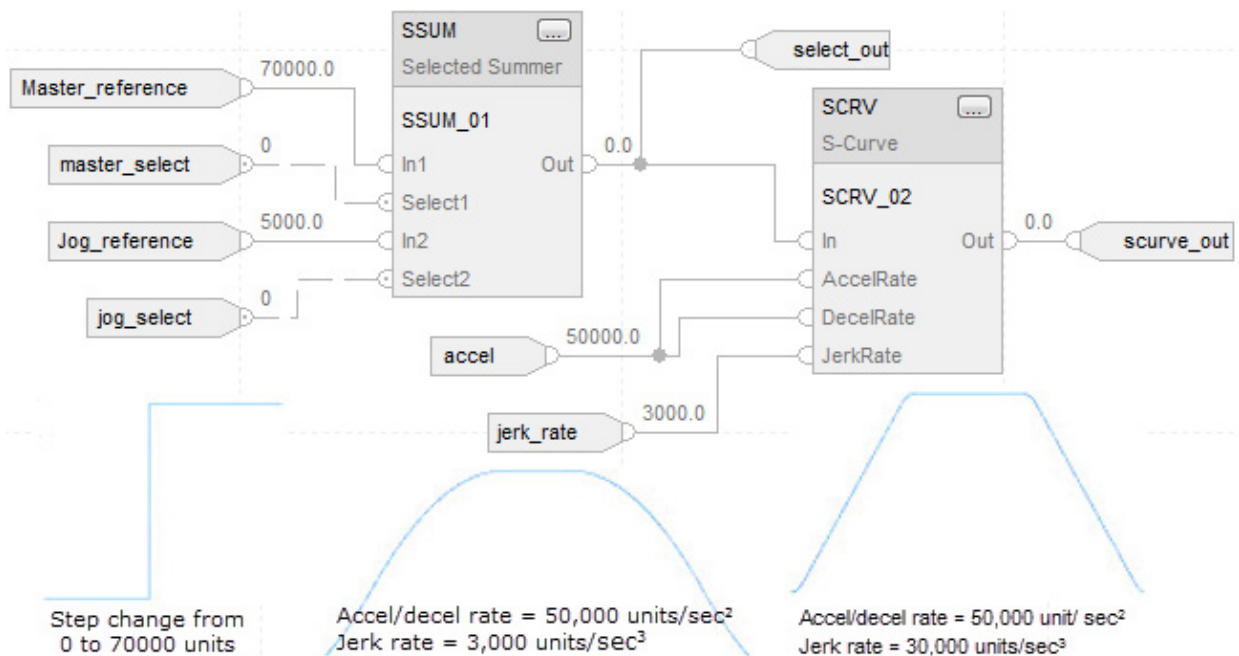 SSUM
...
Selected Summer
select_out
70000.0
Master_reference
SCRV
...
S-Curve
SSUM_01
0.0
0
master_select
In1
Out
Select1
SCRV_02
5000.0
0.0
Jog_reference
In2
In
Out
scurve_out
Select2
AccelRate
0
jog_select
DecelRate
50000.0
accel
JerkRate
3000.0
jerk_rate
Step change from
0 to 70000 units
Accel/decel rate = 50,000 units/sec²
Jerk rate = 3,000 units/sec³
Accel/decel rate = 50,000 unit/ sec²
Jerk rate = 30,000 units/sec³